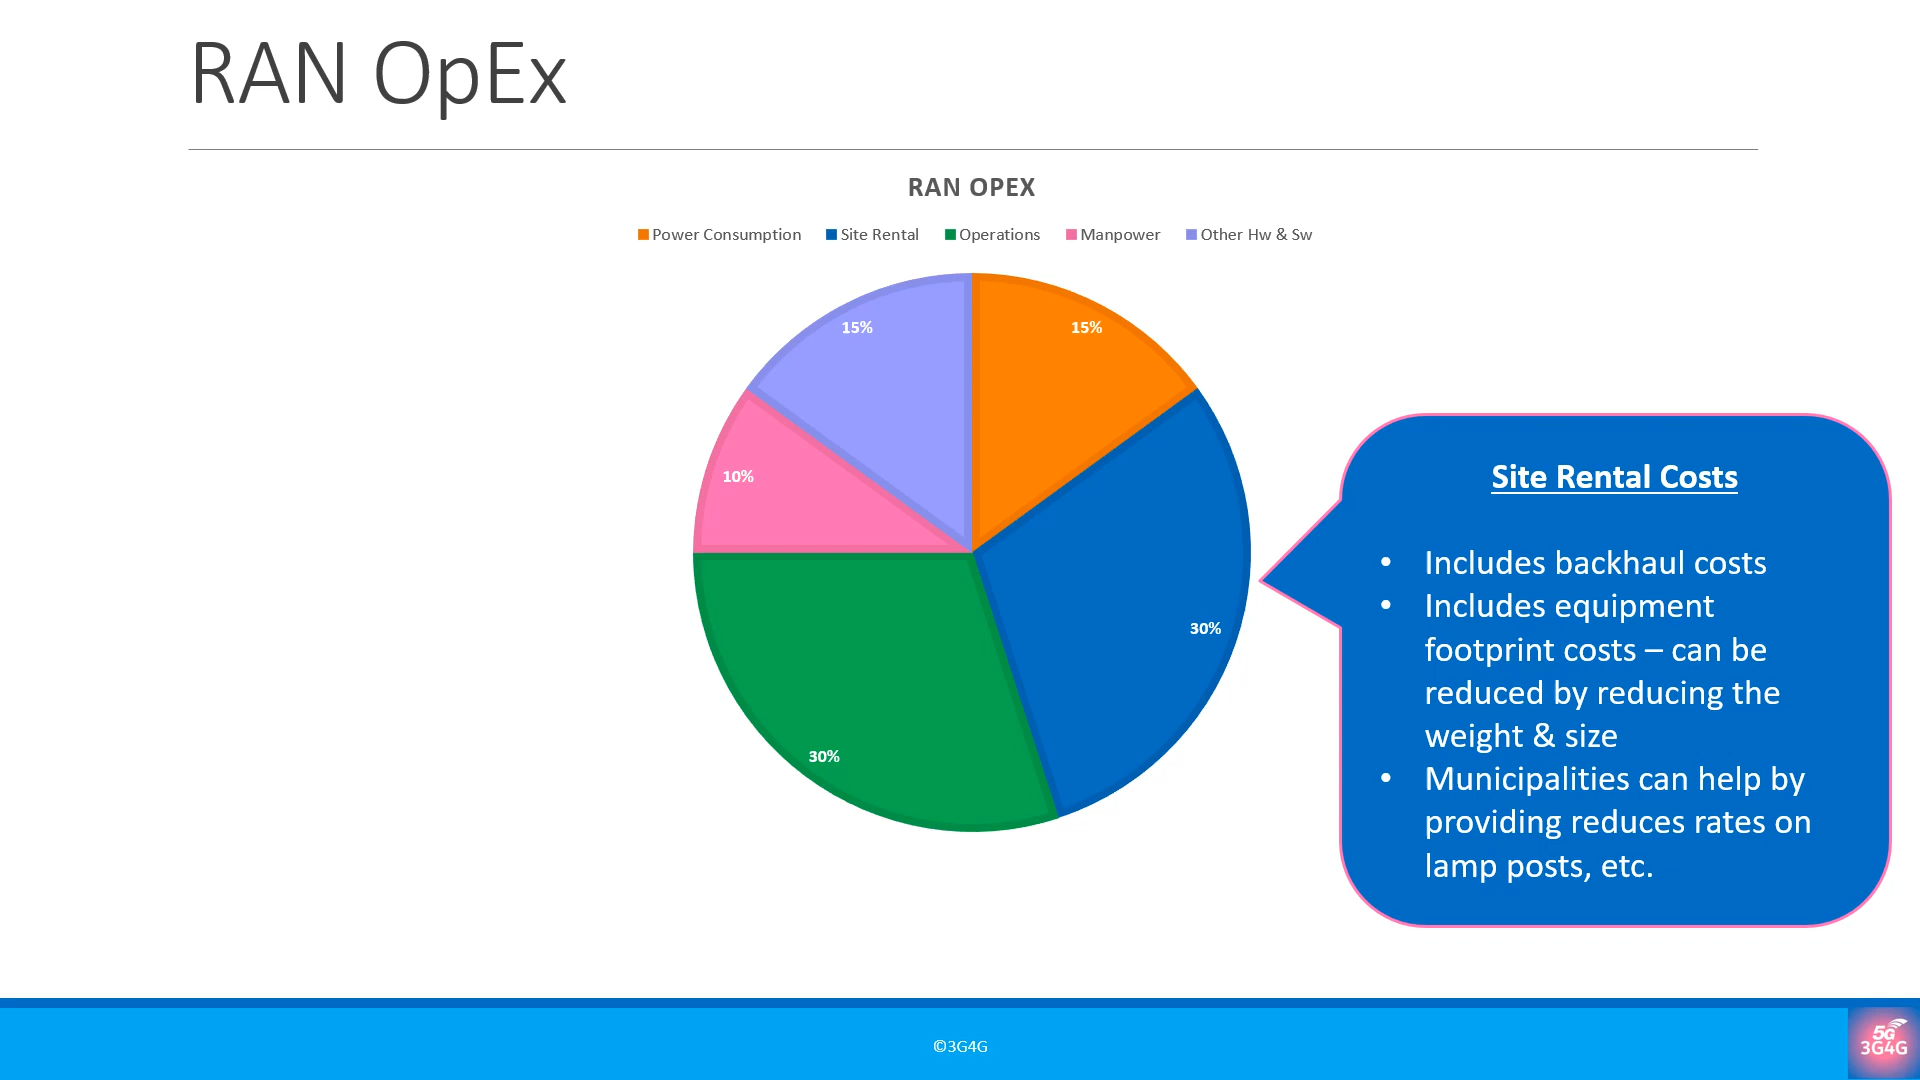 RAN OpEx
RAN OPEX
Power Consumption Site Rental Operations Manpower Other Hw & Sw
15% 15%
10%
30%
30%
Site Rental Costs
• Includes backhaul costs
• Includes equipment
footprint costs – can be
reduced by reducing the
weight & size
• Municipalities can help by
providing reduces rates on
lamp posts, etc.
©3G4G
5G
3G4G